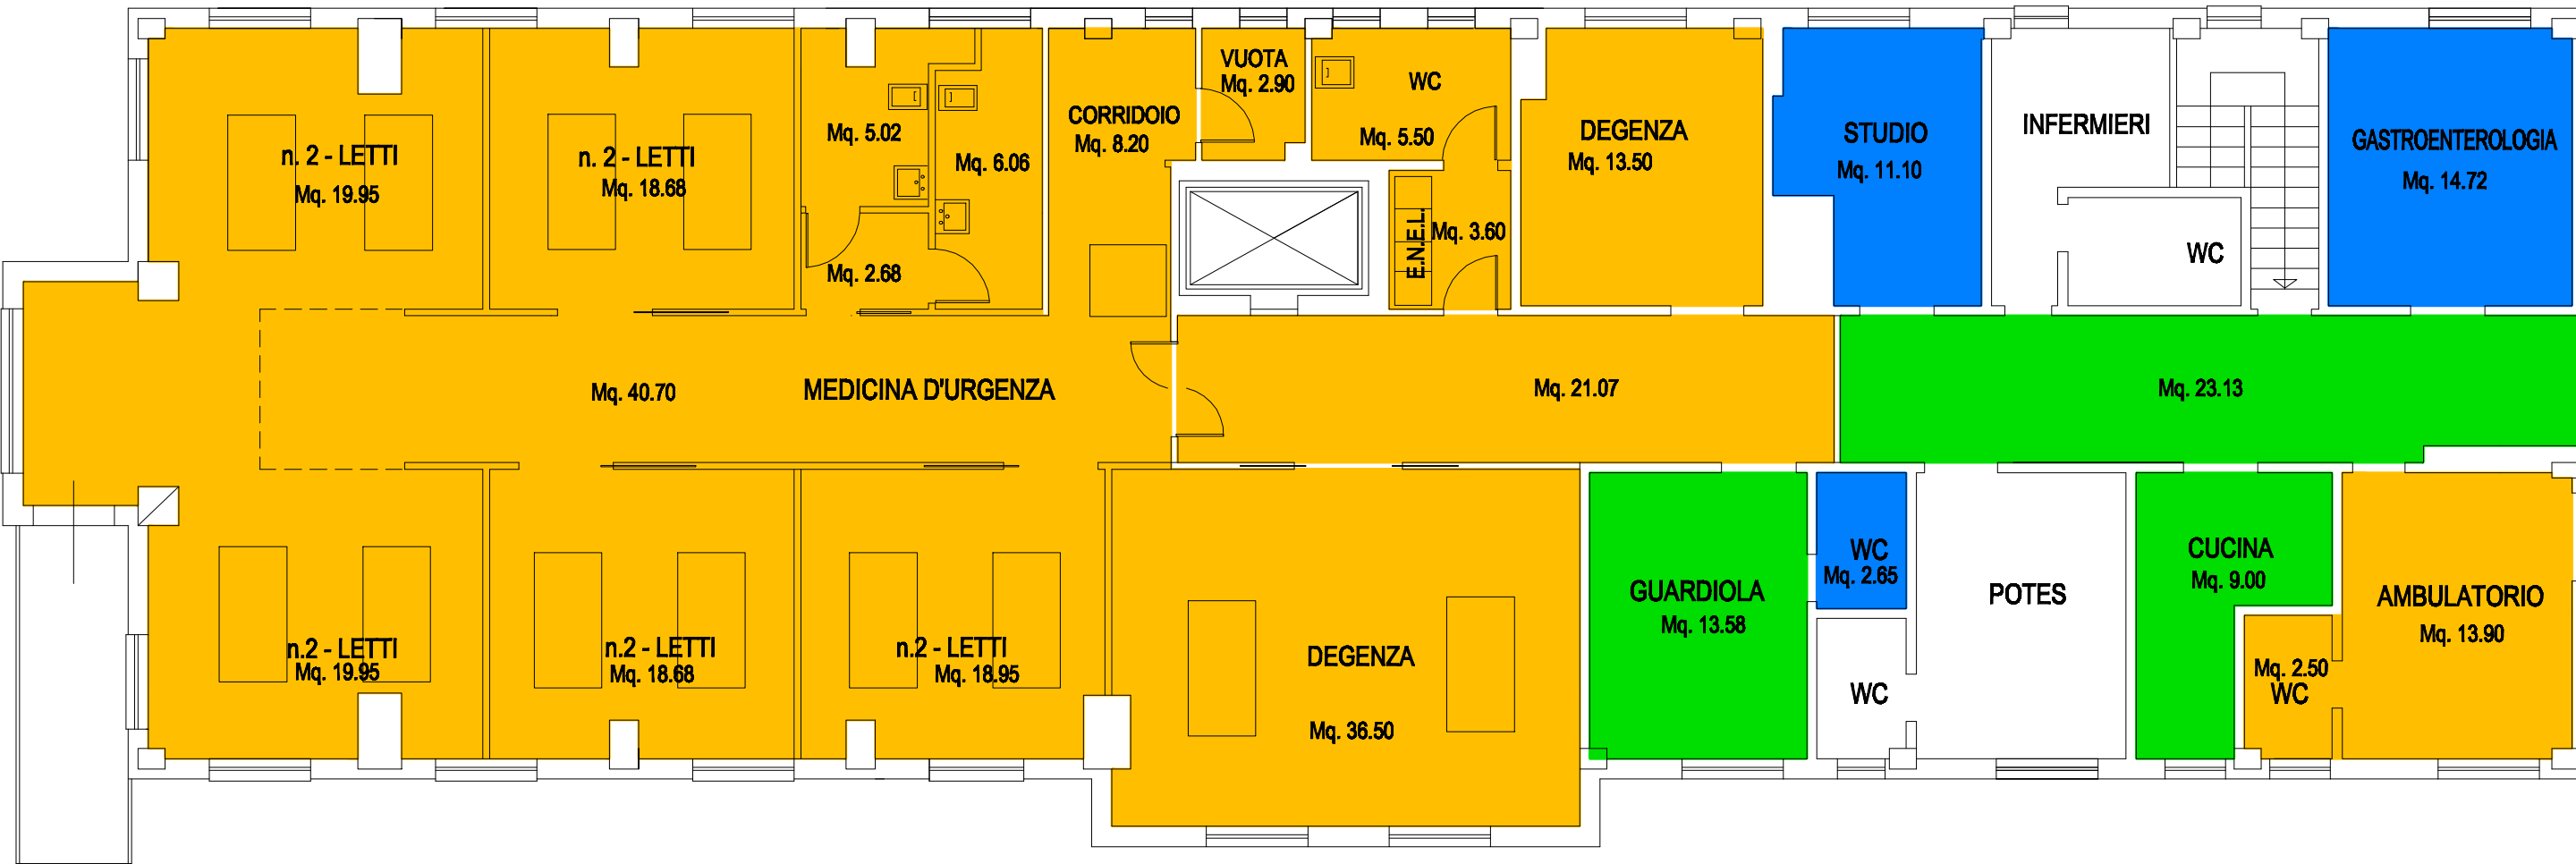 n. 2 - LETTI
Mq. 19.95
n. 2 - LETTI
Mq. 18.68
Mq. 5.02
Mq. 6.06
Mq. 2.68
CORRIDOIO
Mq. 8.20
VUOTA
Mq. 2.90
WC
Mq. 5.50
E.N.E.L.
Mq. 3.60
DEGENZA
Mq. 13.50
STUDIO
Mq. 11.10
INFERMIERI
WC
GASTROENTEROLOGIA
Mq. 14.72
Mq. 40.70
MEDICINA D'URGENZA
Mq. 21.07
Mq. 23.13
n.2 - LETTI
Mq. 19.95
n.2 - LETTI
Mq. 18.68
n.2 - LETTI
Mq. 18.95
DEGENZA
Mq. 36.50
GUARDIOLA
Mq. 13.58
WC
Mq. 2.65
WC
POTES
CUCINA
Mq. 9.00
Mq. 2.50
WC
AMBULATORIO
Mq. 13.90